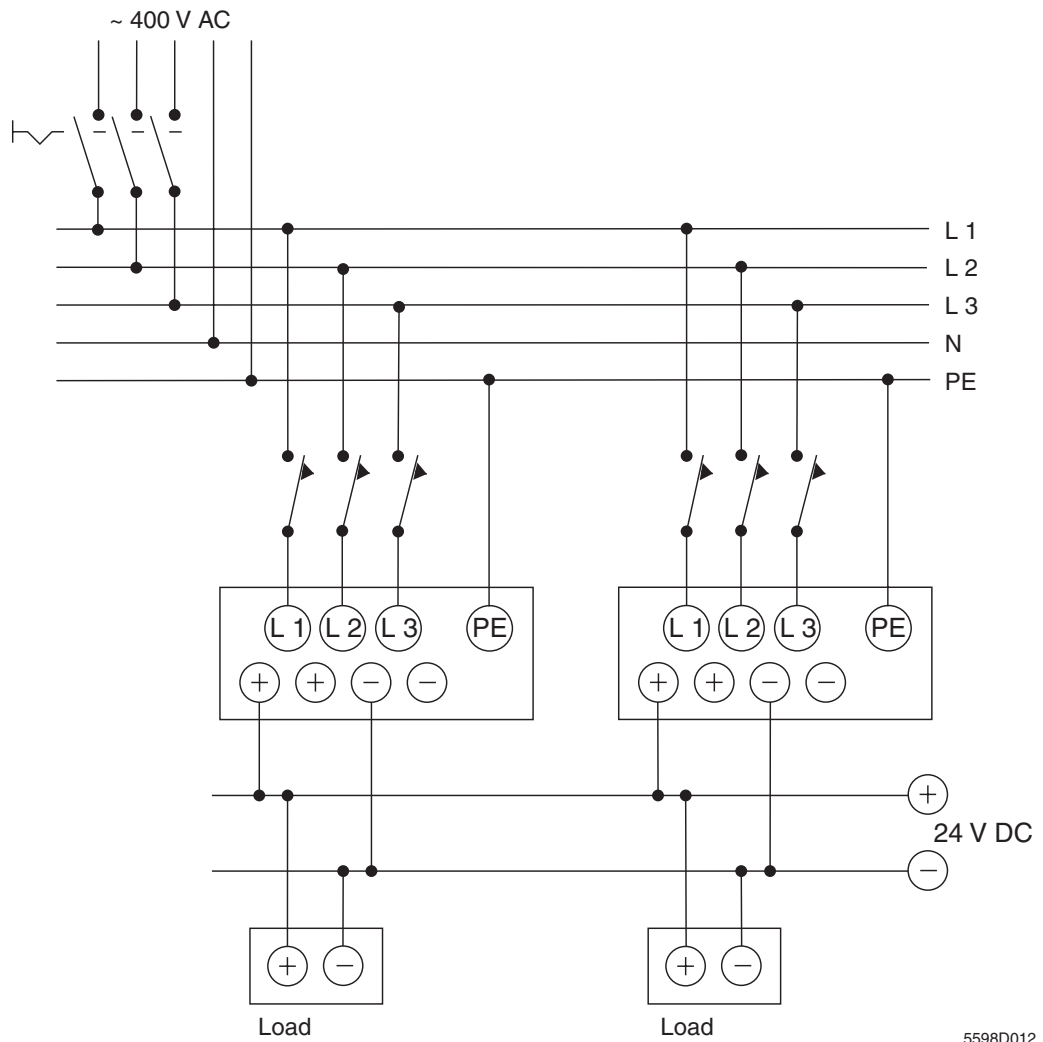 ~ 400 V AC
L 1
L 2
L 3
N
PE
L 1 L 2 L 3 PE
L 1 L 2 L 3 PE
+ + − −
+ + − −
+
24 V DC
−
+ −
+ −
Load
Load
5598D012